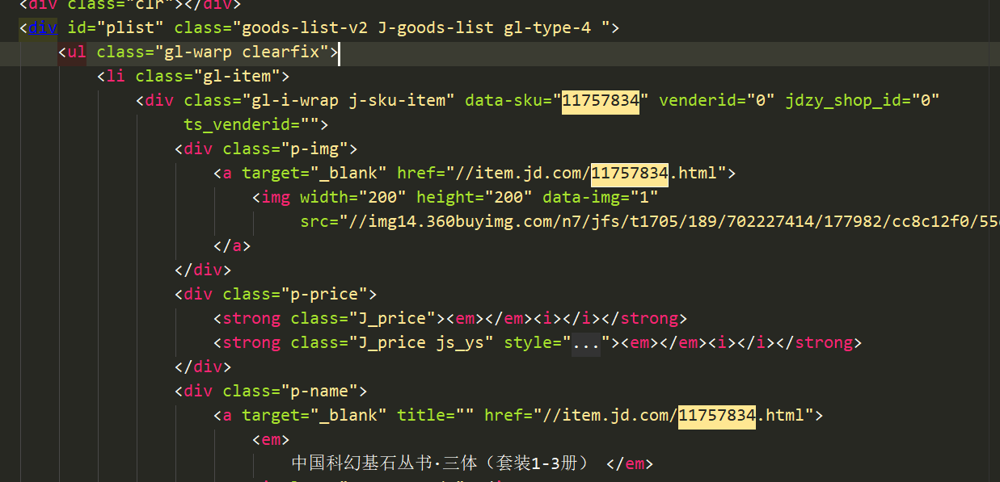 <div class="clr"></div>
<div id="plist" class="goods-list-v2 J-goods-list gl-type-4 ">
<ul class="gl-warp clearfix">
<li class="gl-item">
<div class="gl-i-wrap j-sku-item" data-sku="11757834" venderid="0" jdzy_shop_id="0"
ts_venderid="">
<div class="p-img">
<a target="_blank" href="//item.jd.com/11757834.html">
<img width="200" height="200" data-img="1"
src="//img14.360buyimg.com/n7/jfs/t1705/189/702227414/177982/cc8c12f0/55
</a>
</div>
<div class="p-price">
<strong class="J_price"><em></em><i></i></strong>
<strong class="J_price js_ys" style="..."><em></em><i></i></strong>
</div>
<div class="p-name">
<a target="_blank" title="" href="//item.jd.com/11757834.html">
<em>
中国科幻基石丛书·三体（套装1-3册） </em>